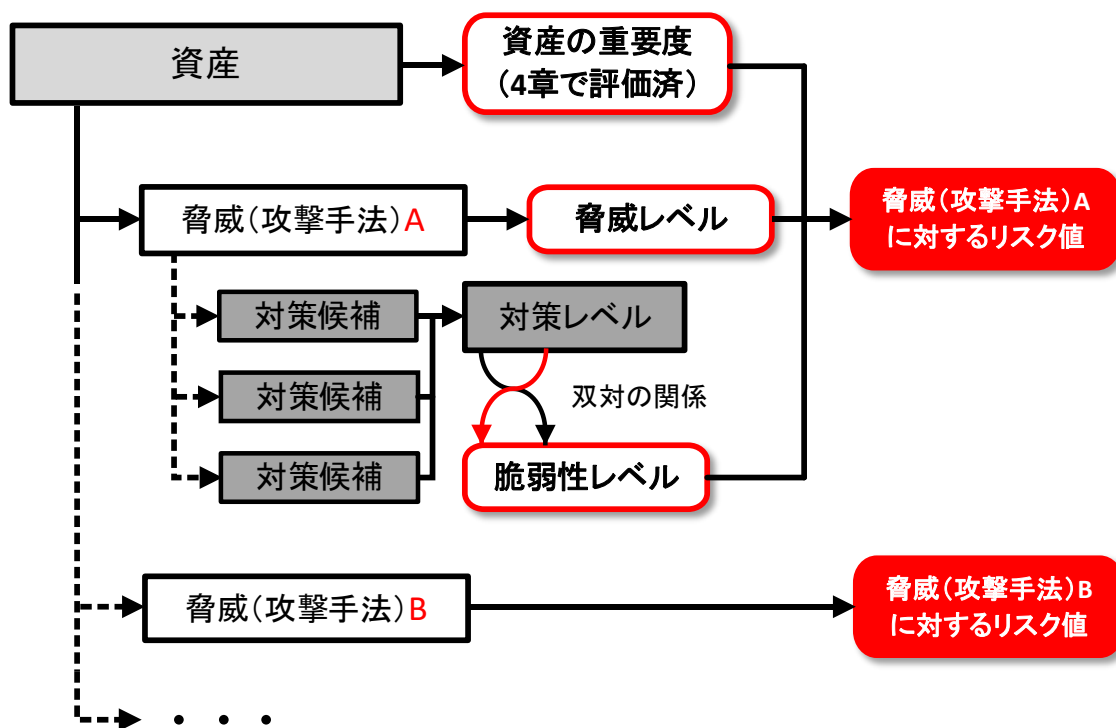 資産
資産の重要度
(4章で評価済)
脅威(攻撃手法)A
脅威レベル
脅威(攻撃手法)A
に対するリスク値
対策候補
対策レベル
対策候補
双対の関係
対策候補
脆弱性レベル
脅威(攻撃手法)B
脅威(攻撃手法)B
に対するリスク値
・・・